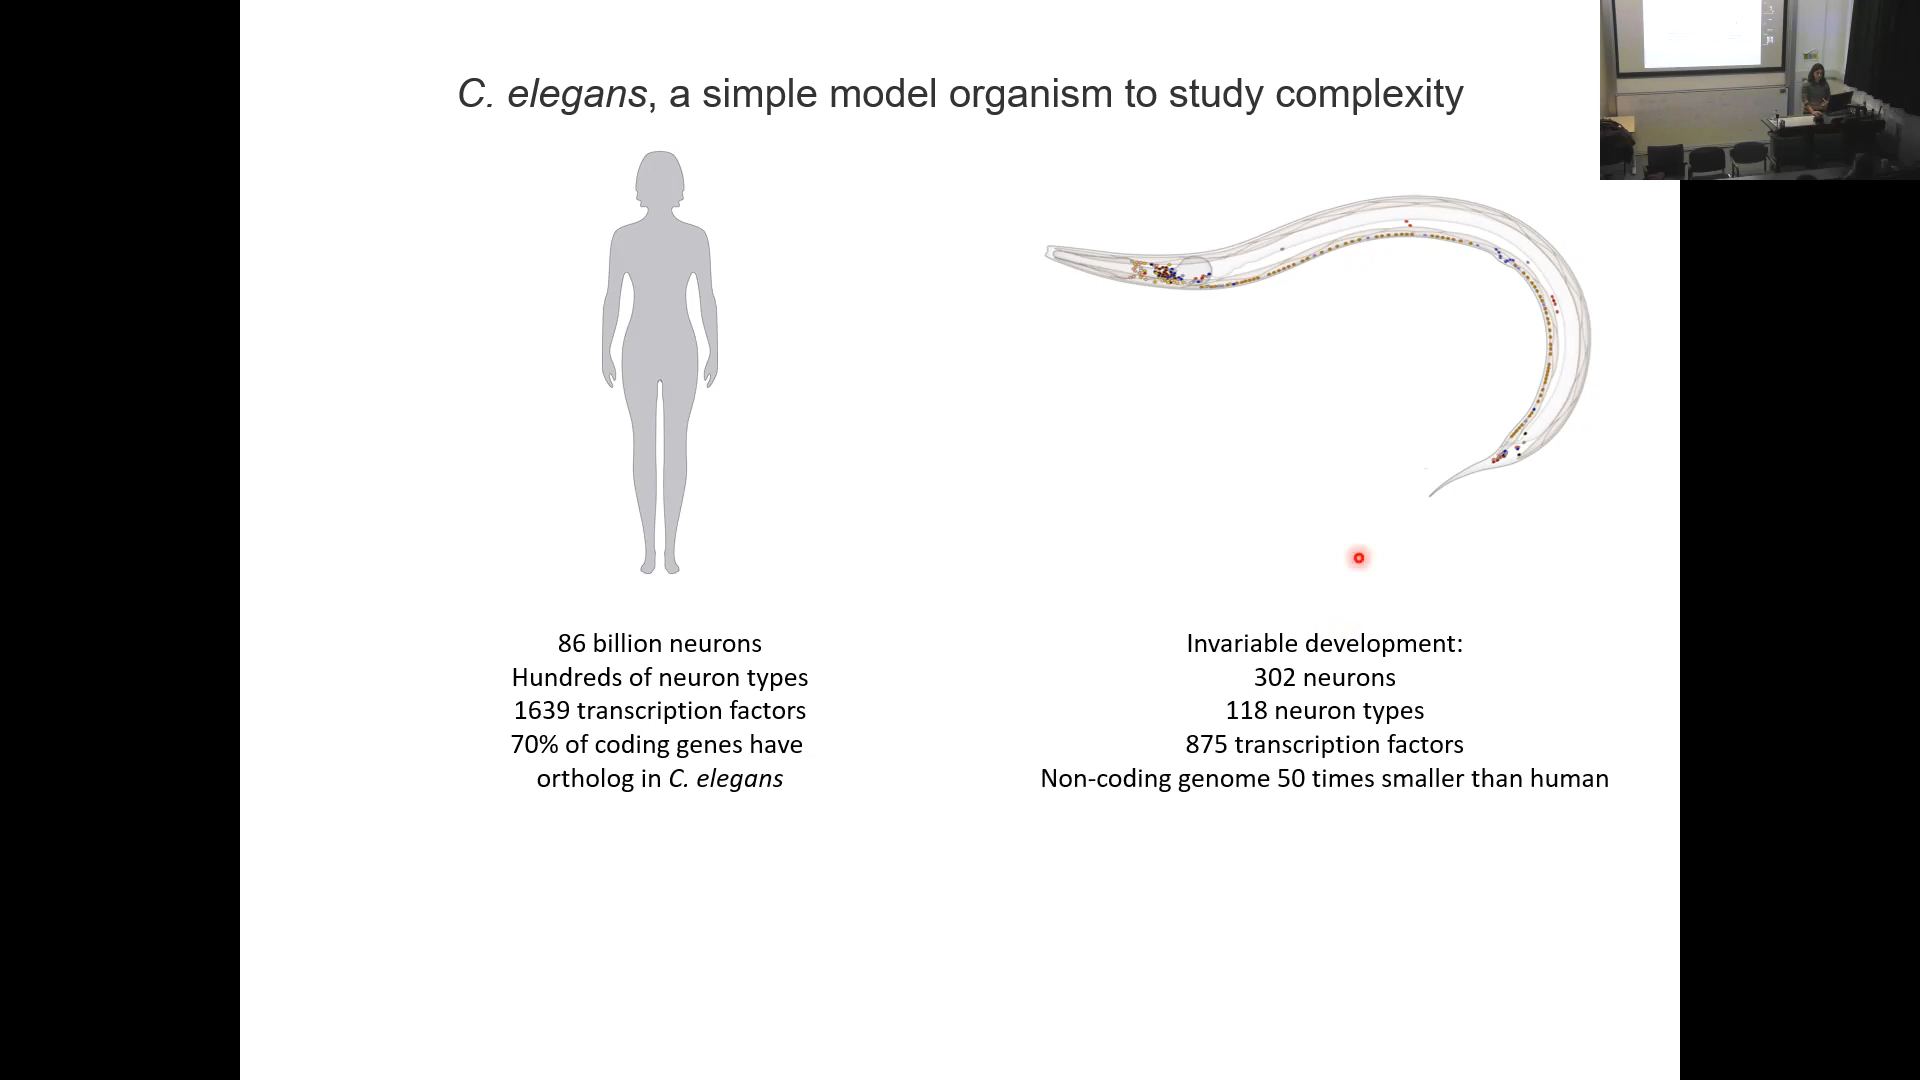 C. elegans, a simple model organism to study complexity
86 billion neurons
Hundreds of neuron types
1639 transcription factors
70% of coding genes have
ortholog in C. elegans
Invariable development:
302 neurons
118 neuron types
875 transcription factors
Non-coding genome 50 times smaller than human